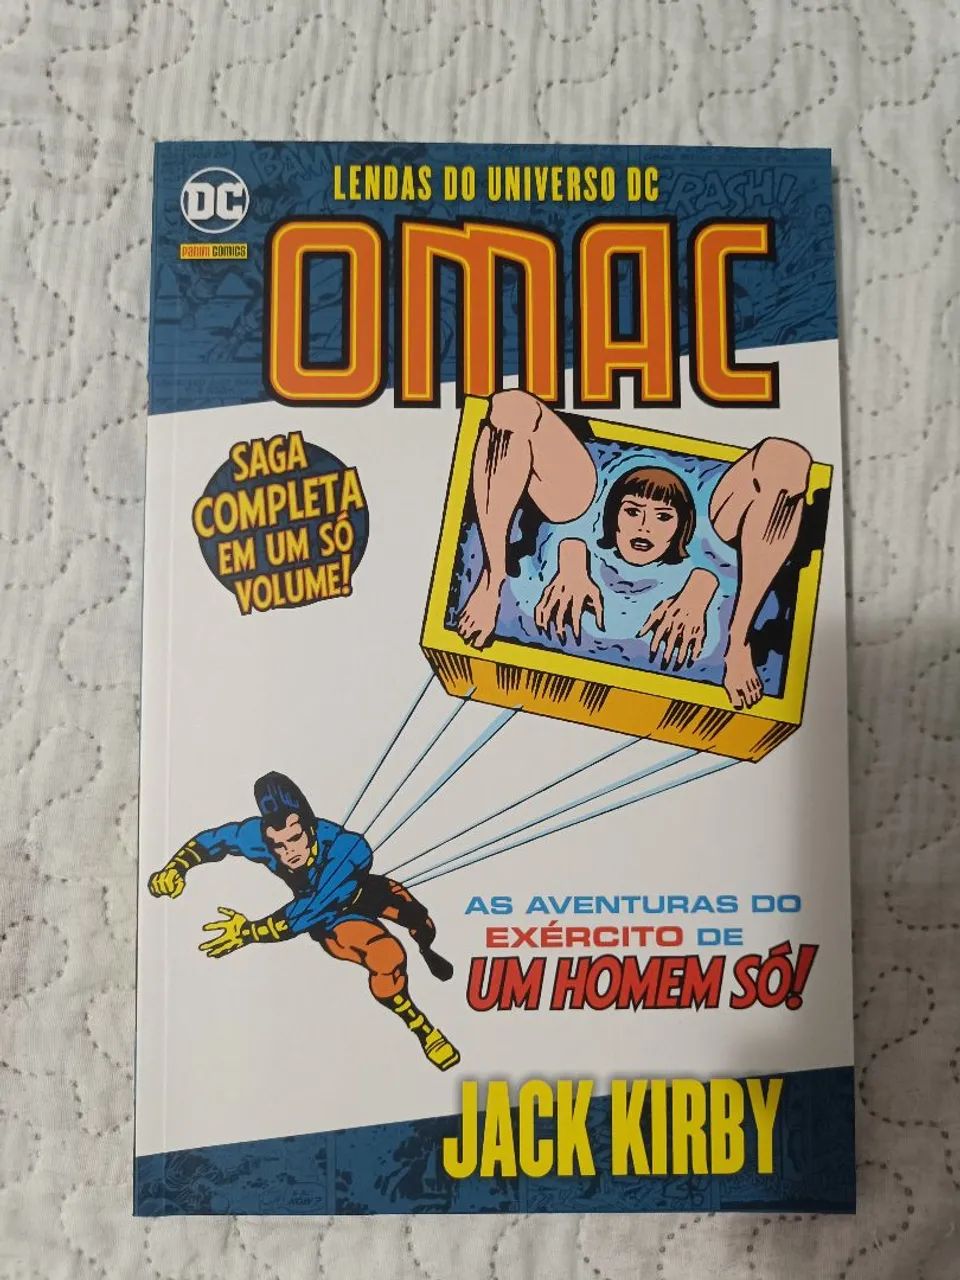 LENDAS DO UNIVERSO DC
DC
PANINI COMICS
OMAC
SAGA
COMPLETA
EM UM SÓ
VOLUME!
AS AVENTURAS DO
EXÉRCITO DE
UM HOMEM SÓ!
JACK KIRBY